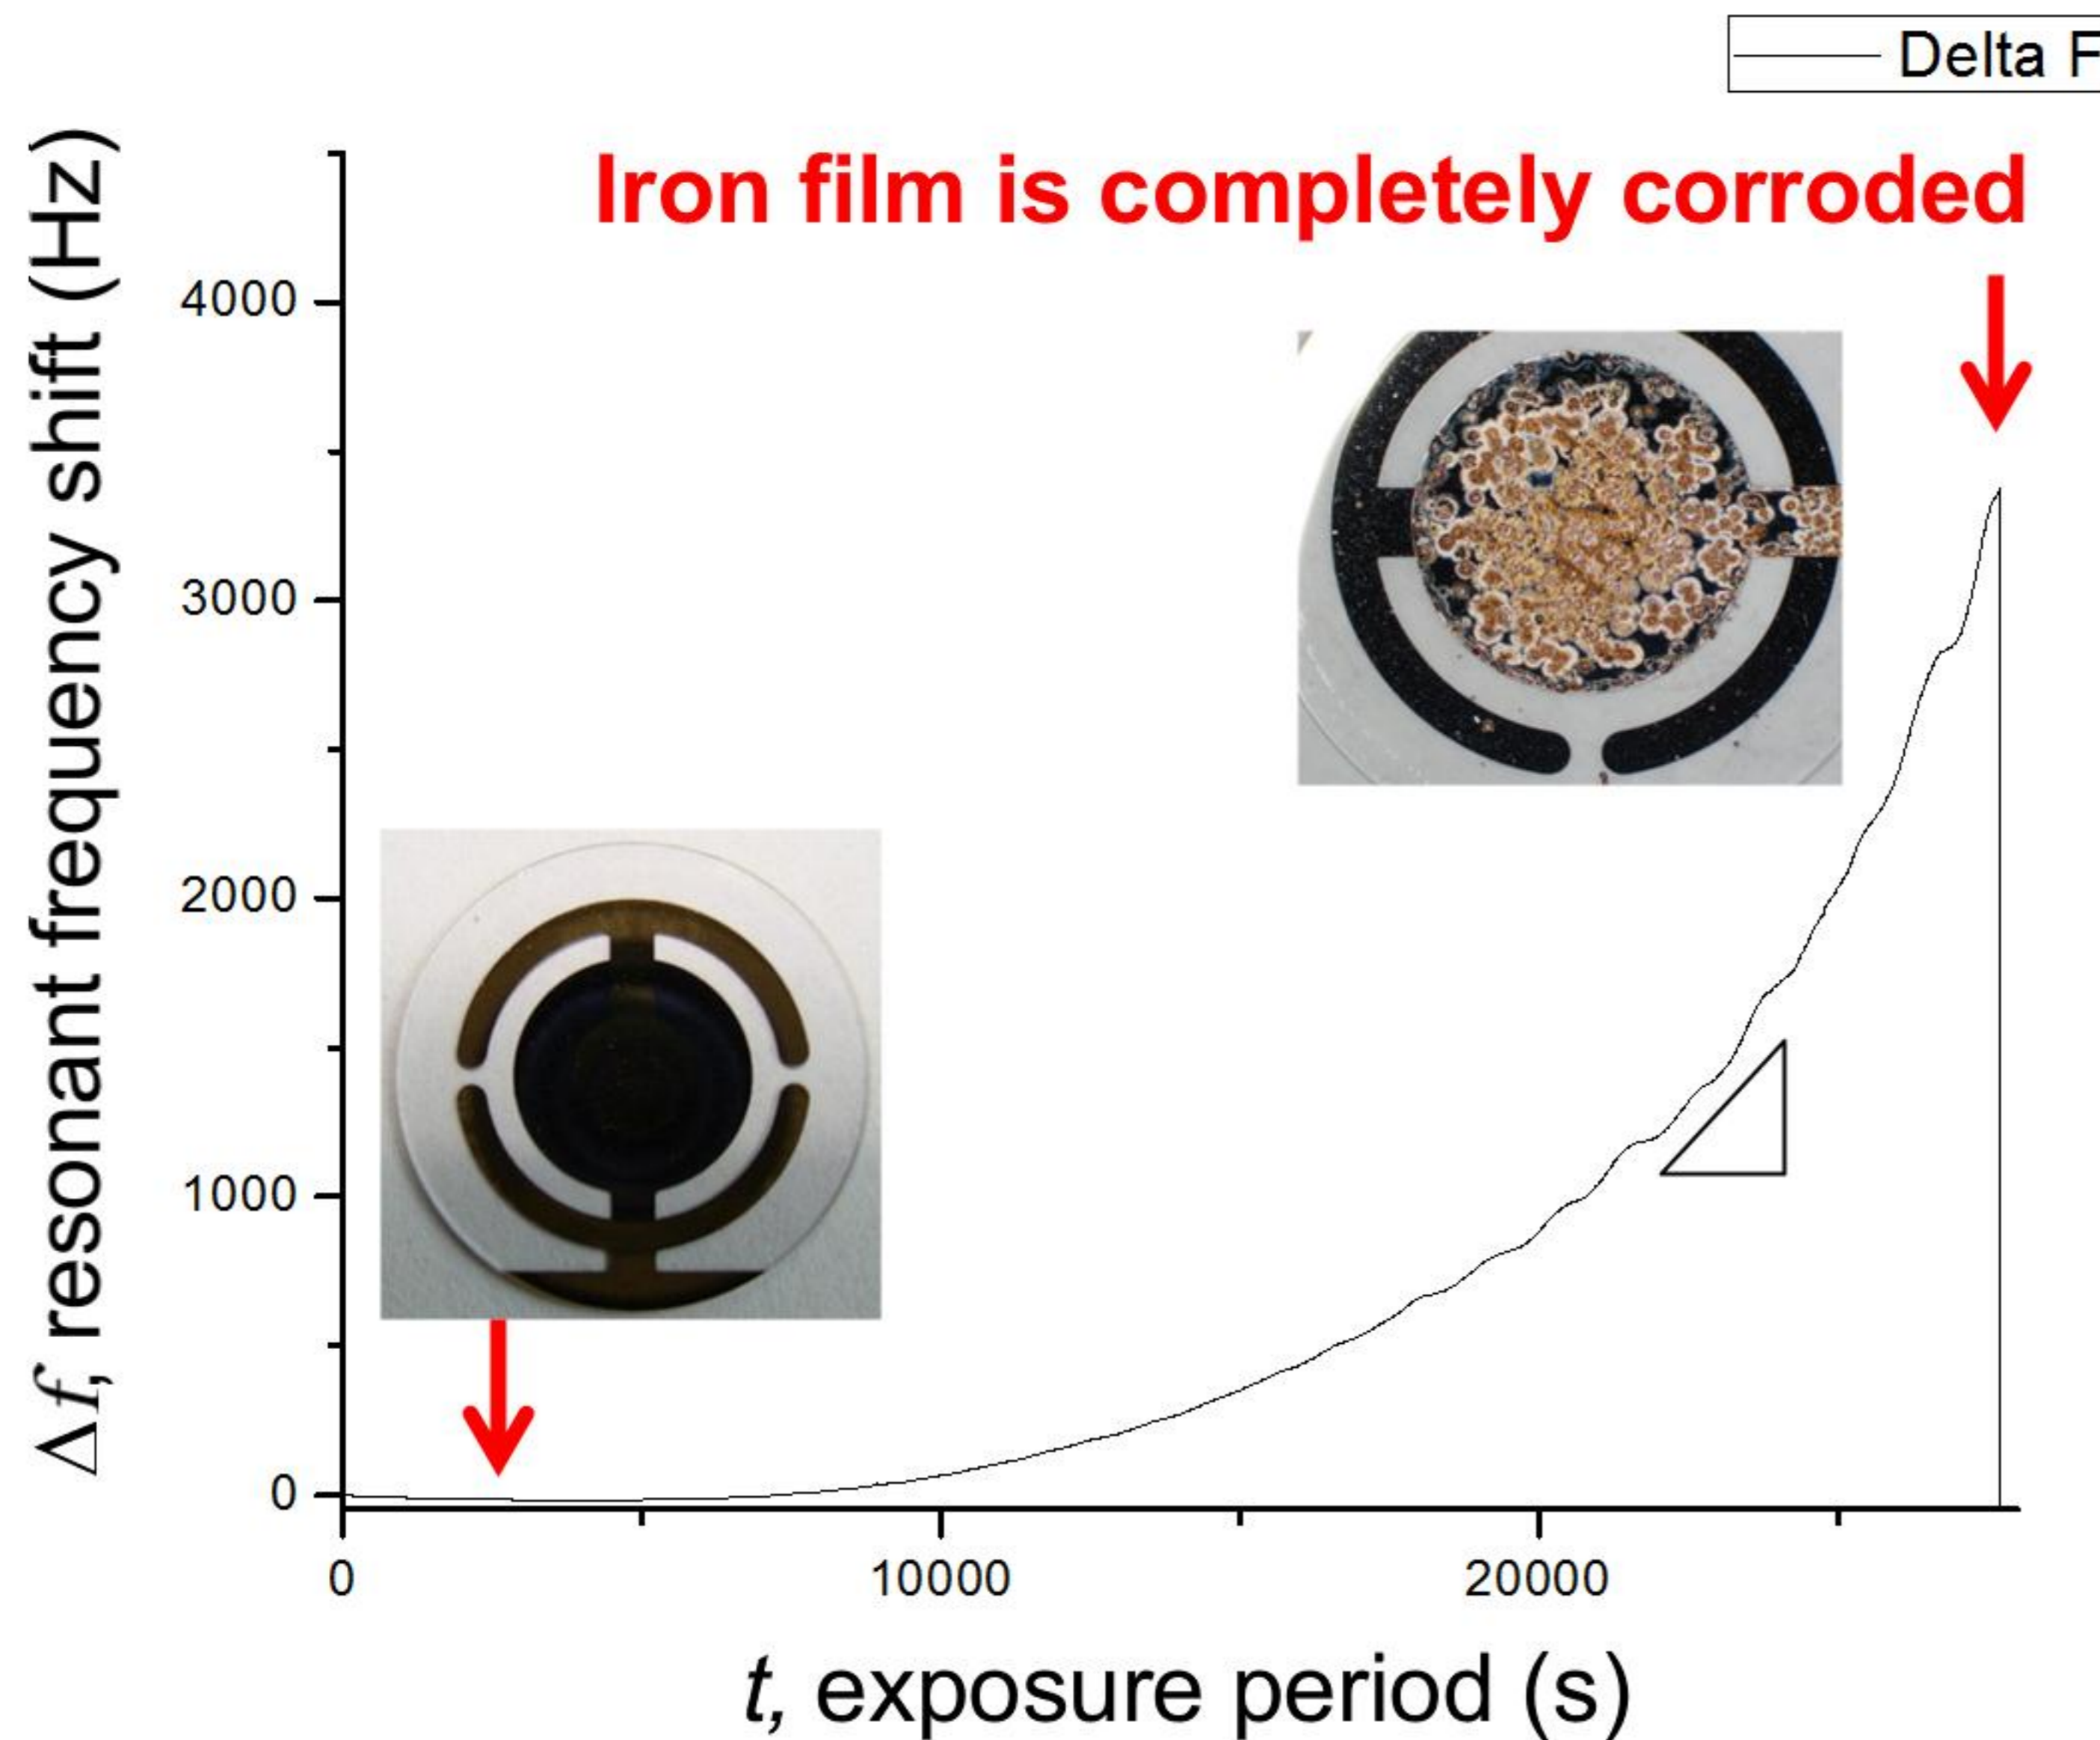 Delta F
Iron film is completely corroded
Δf, resonant frequency shift (Hz)
4000
3000
2000
1000
0
0 10000 20000
t, exposure period (s)